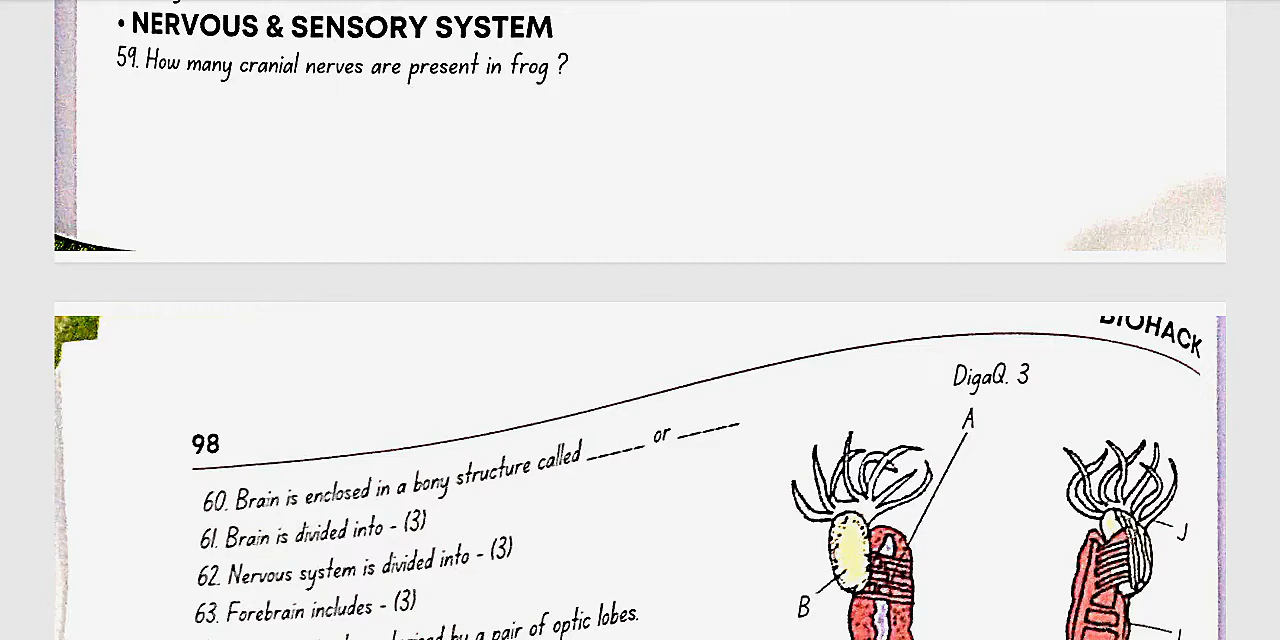 • NERVOUS & SENSORY SYSTEM
59. How many cranial nerves are present in frog ?
BIOHACK
DigaQ. 3
A
98
60. Brain is enclosed in a bony structure called _____ or _____
61. Brain is divided into - (3)
62. Nervous system is divided into - (3)
63. Forebrain includes - (3)
by a pair of optic lobes.
J
B